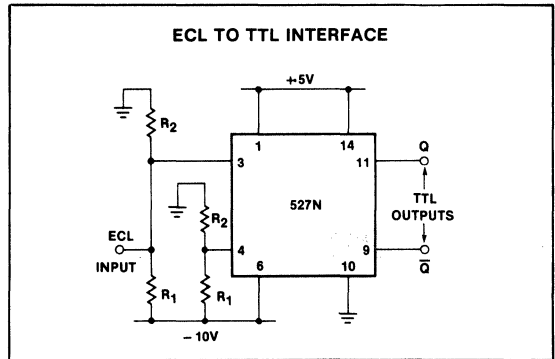 ECL TO TTL INTERFACE
+5V
R2
1
14
Q
3
11
R2
527N
TTL
OUTPUTS
ECL
INPUT
4
9
Q̅
R1
R1
6
10
−10V